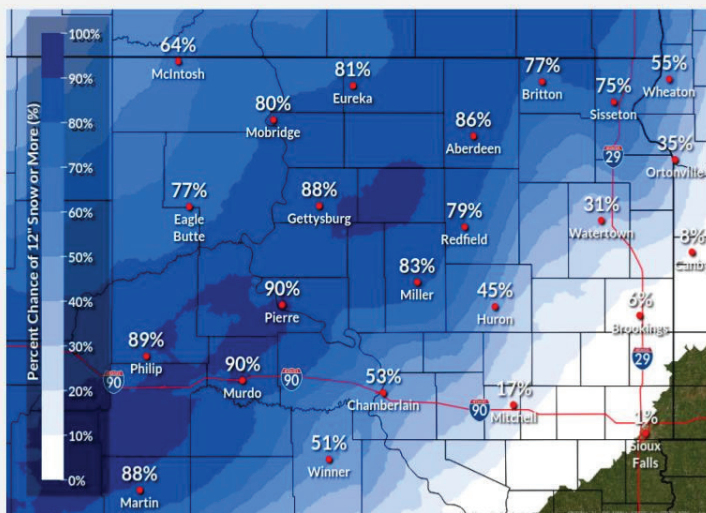 Percent Chance of 12" Snow or More (%)
100%
90%
80%
70%
60%
50%
40%
30%
20%
10%
0%
64%
McIntosh
81%
Eureka
77%
Britton
75%
Sisseton
55%
Wheaton
80%
Mobridge
86%
Aberdeen
29
35%
Ortonville
77%
Eagle
Butte
88%
Gettysburg
79%
Redfield
31%
Watertown
8%
Canb
90%
Pierre
83%
Miller
45%
Huron
6%
Brookings
29
89%
Philip
90
90%
Murdo
90
53%
Chamberlain
90
17%
Mitchell
1%
Sioux
Falls
88%
Martin
51%
Winner